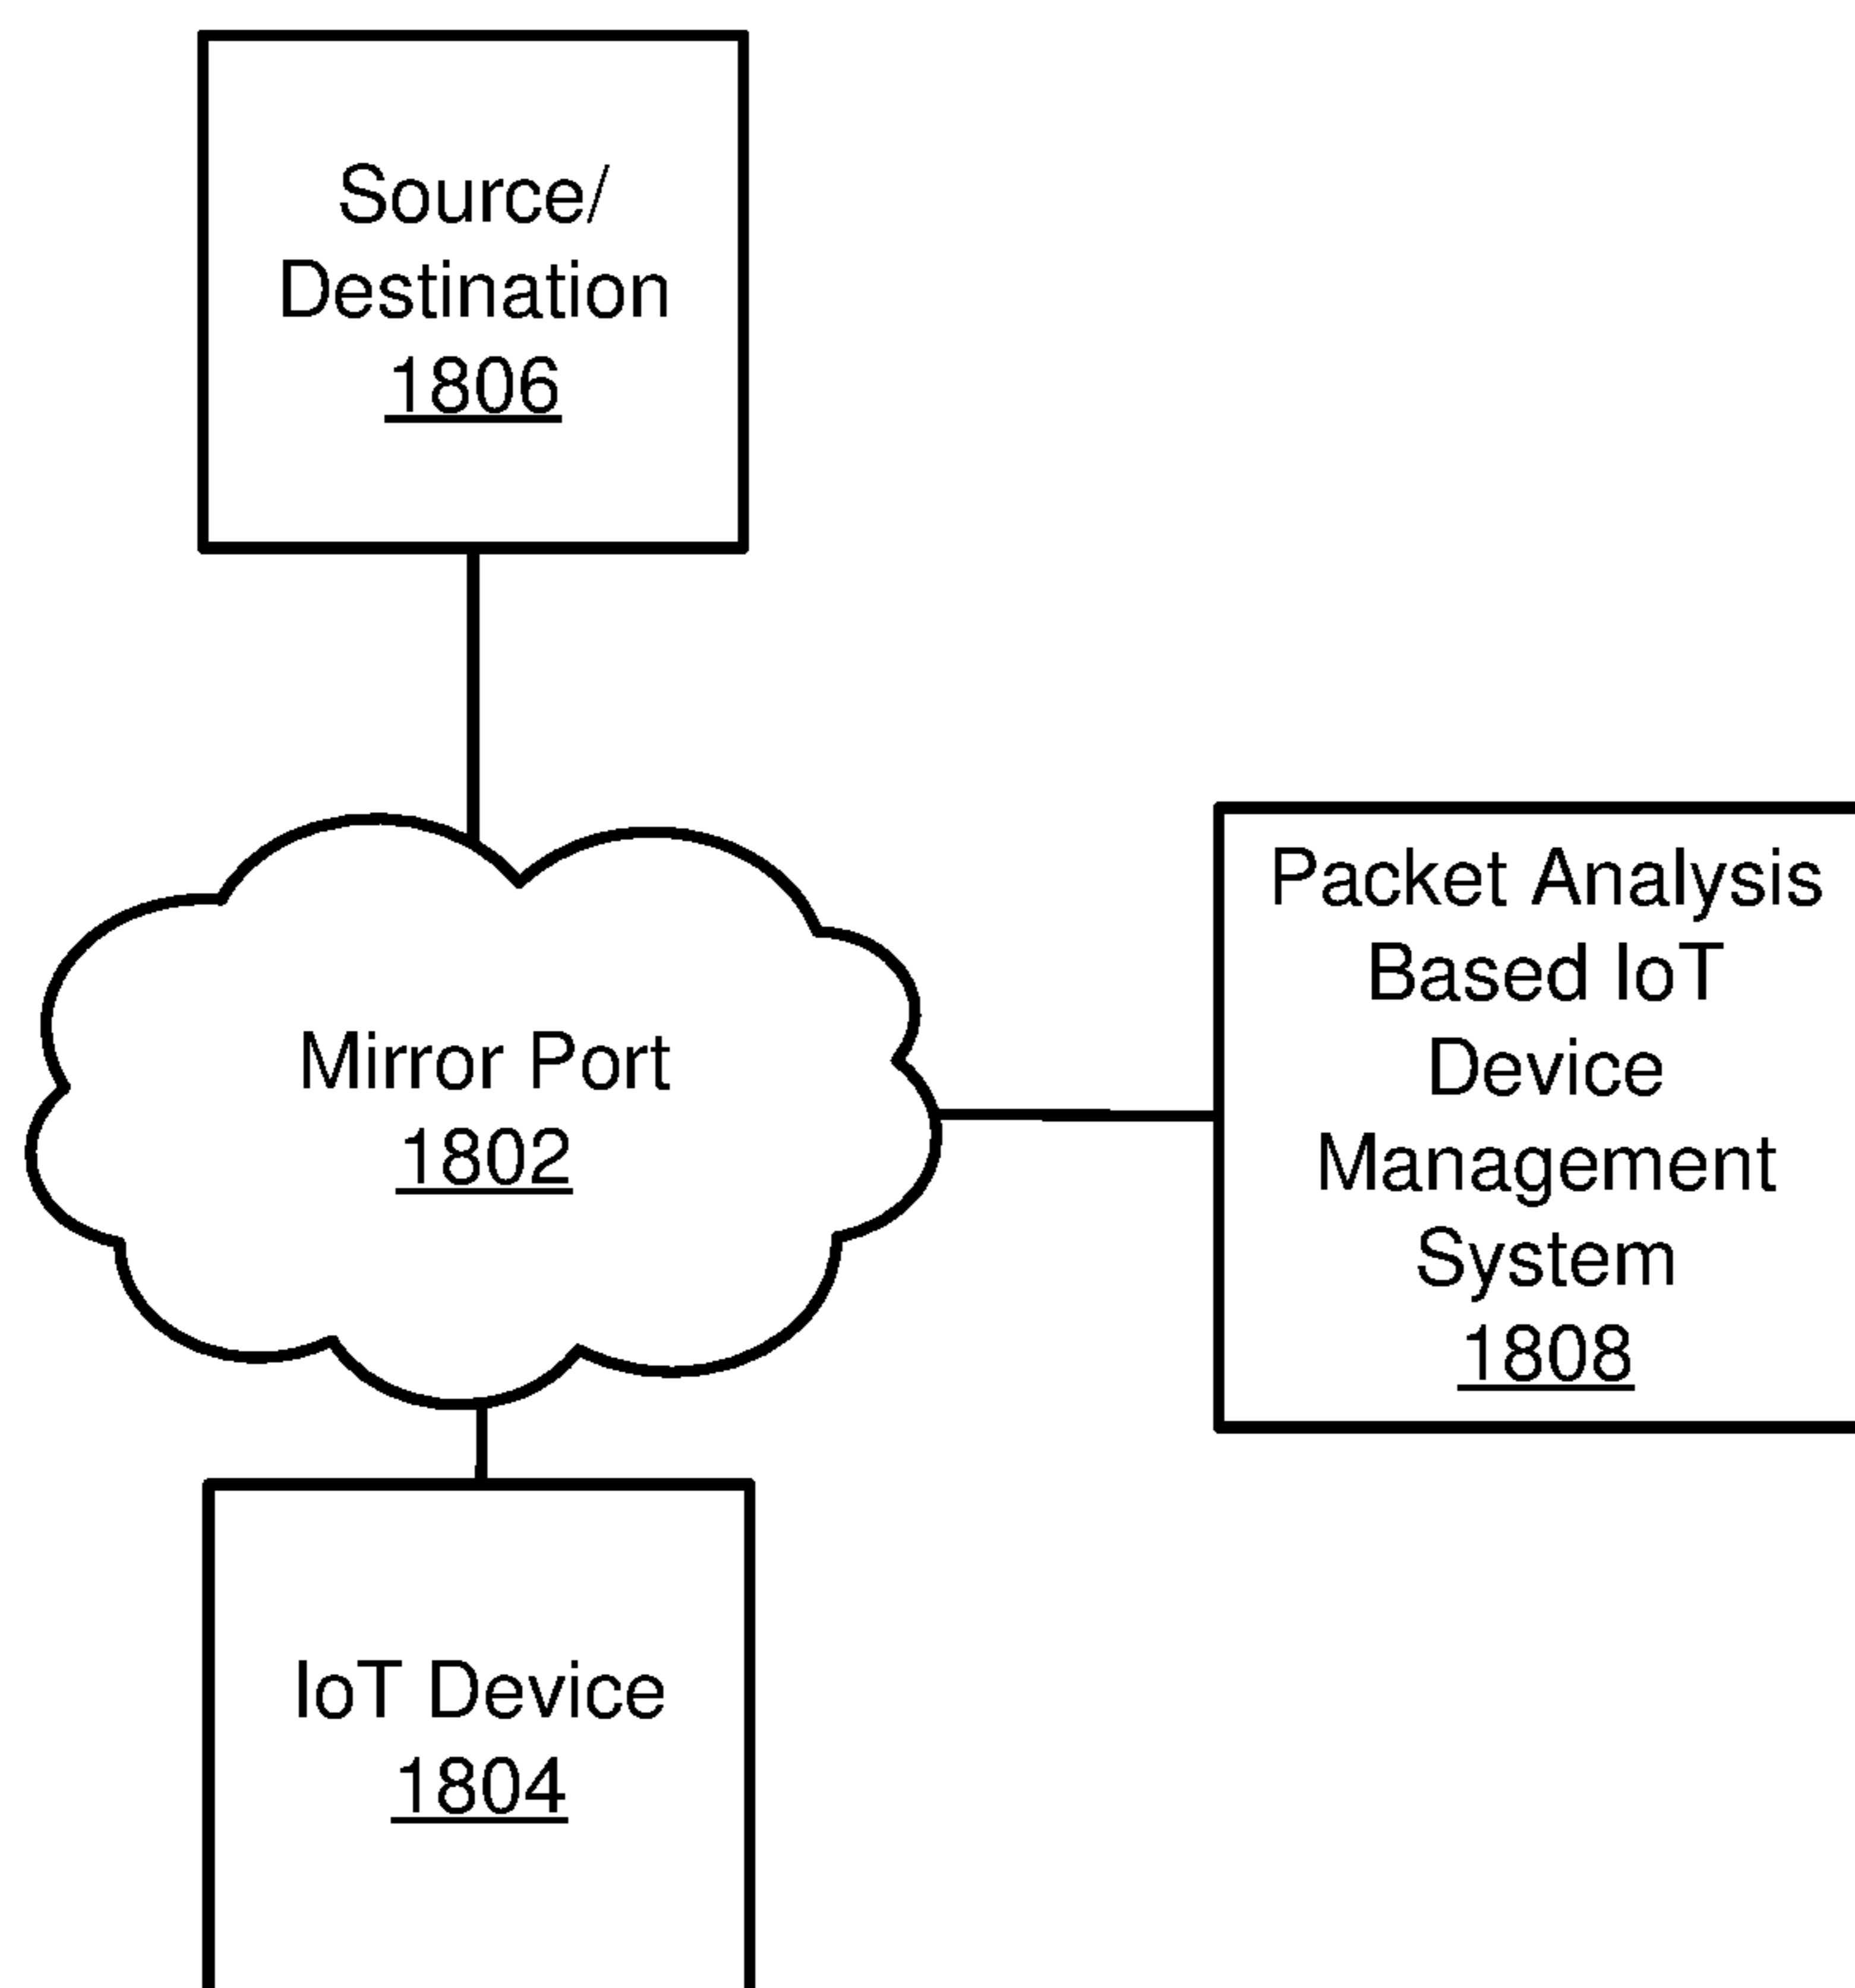 Source/
Destination
1806
Mirror Port
1802
Packet Analysis
Based IoT
Device
Management
System
1808
IoT Device
1804